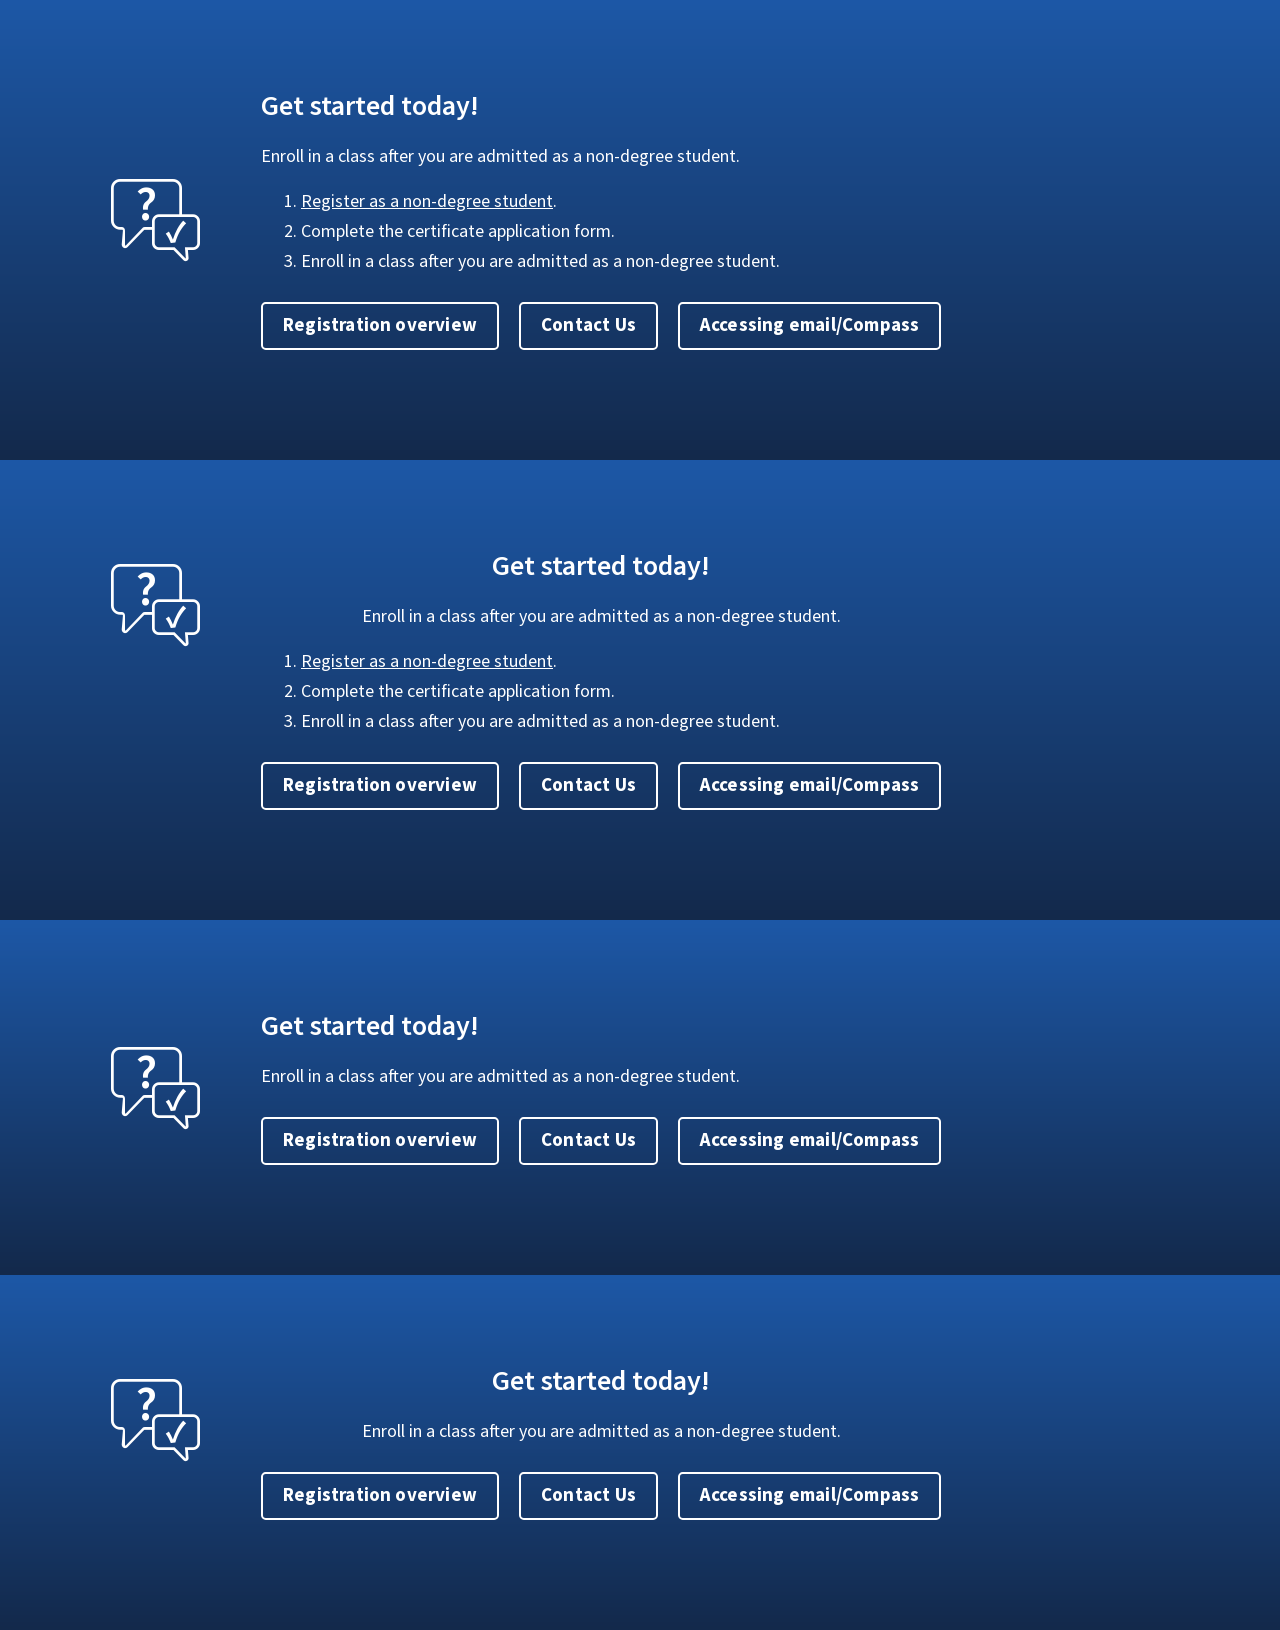 Get started today!
Enroll in a class after you are admitted as a non-degree student.
?
1. Register as a non-degree student.
2. Complete the certificate application form.
3. Enroll in a class after you are admitted as a non-degree student.
Registration overview Contact Us Accessing email/Compass
Get started today!
?
Enroll in a class after you are admitted as a non-degree student.
1. Register as a non-degree student.
2. Complete the certificate application form.
3. Enroll in a class after you are admitted as a non-degree student.
Registration overview Contact Us Accessing email/Compass
Get started today!
?
Enroll in a class after you are admitted as a non-degree student.
Registration overview Contact Us Accessing email/Compass
Get started today!
?
Enroll in a class after you are admitted as a non-degree student.
Registration overview Contact Us Accessing email/Compass